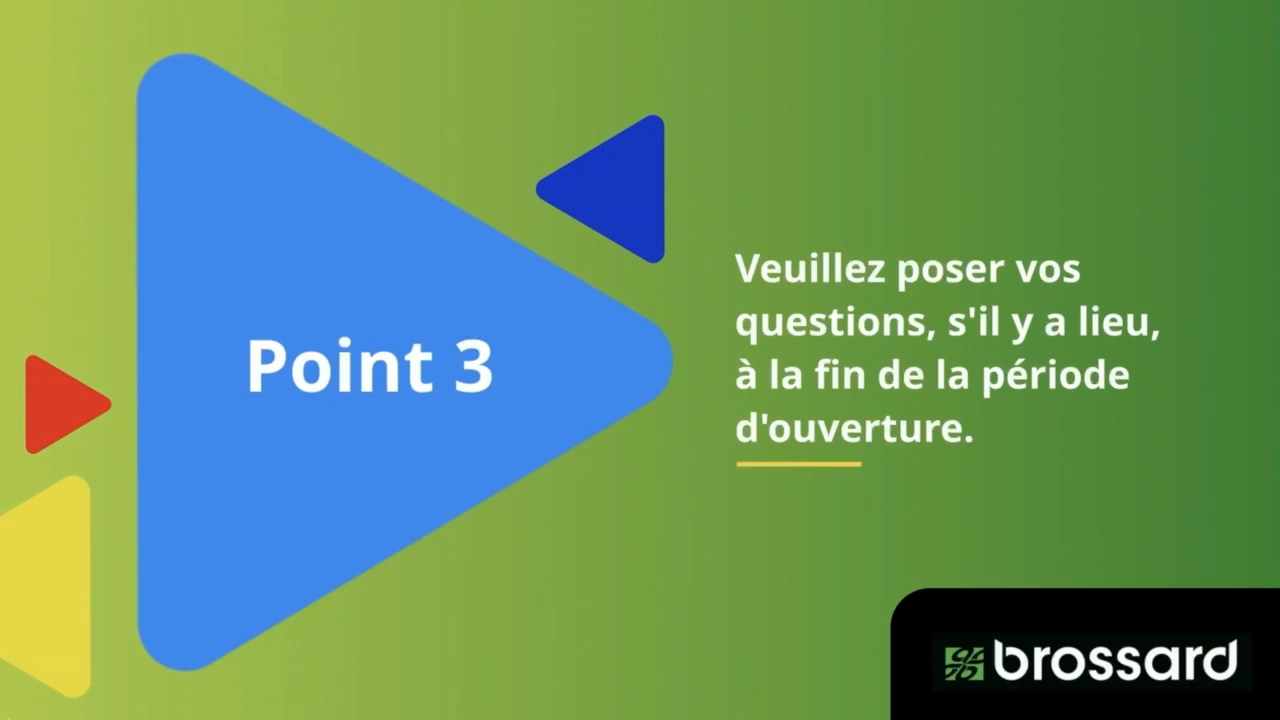 Point 3
Veuillez poser vos
questions, s'il y a lieu,
à la fin de la période
d'ouverture.
brossard